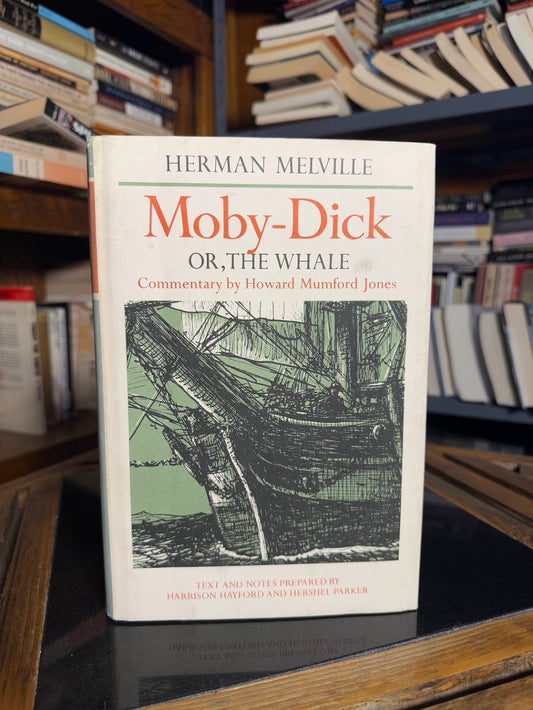 HERMAN MELVILLE
Moby-Dick
OR, THE WHALE
Commentary by Howard Mumford Jones
TEXT AND NOTES PREPARED BY
HARRISON HAYFORD AND HERSHEL PARKER